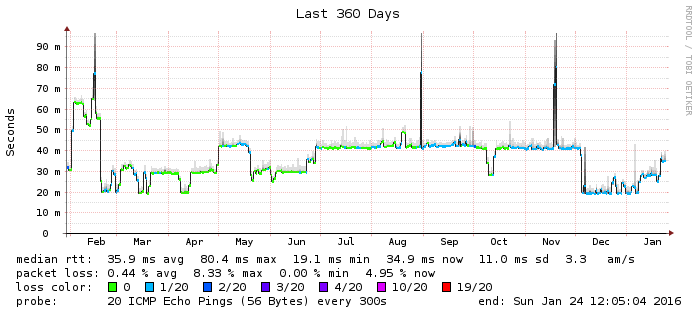 Last 360 Days
RRDTOOL / TOBI OETIKER
Seconds
90 m
80 m
70 m
60 m
50 m
40 m
30 m
20 m
10 m
0
Feb Mar Apr May Jun Jul Aug Sep Oct Nov Dec Jan
median rtt: 35.9 ms avg 80.4 ms max 19.1 ms min 34.9 ms now 11.0 ms sd 3.3 am/s
packet loss: 0.44 % avg 8.33 % max 0.00 % min 4.95 % now
loss color: 0 1/20 2/20 3/20 4/20 10/20 19/20
probe: 20 ICMP Echo Pings (56 Bytes) every 300s end: Sun Jan 24 12:05:04 2016